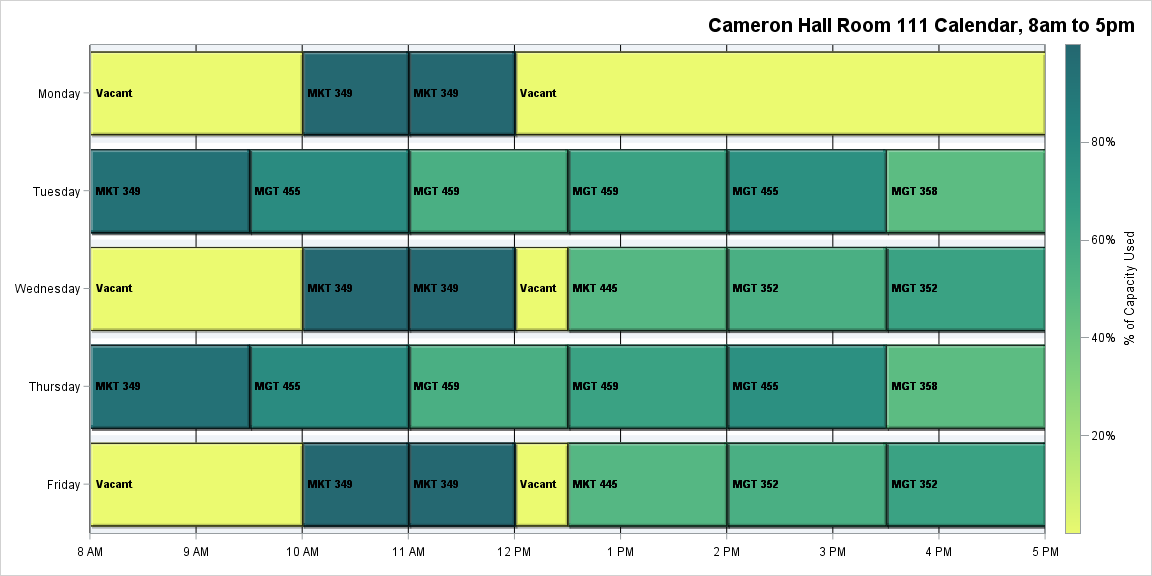 Cameron Hall Room 111 Calendar, 8am to 5pm
Monday Vacant MKT 349 MKT 349 Vacant
80%
Tuesday MKT 349 MGT 455 MGT 459 MGT 459 MGT 455 MGT 358
60%
% of Capacity Used
Wednesday Vacant MKT 349 MKT 349 Vacant MKT 445 MGT 352 MGT 352
40%
Thursday MKT 349 MGT 455 MGT 459 MGT 459 MGT 455 MGT 358
20%
Friday Vacant MKT 349 MKT 349 Vacant MKT 445 MGT 352 MGT 352
8 AM 9 AM 10 AM 11 AM 12 PM 1 PM 2 PM 3 PM 4 PM 5 PM